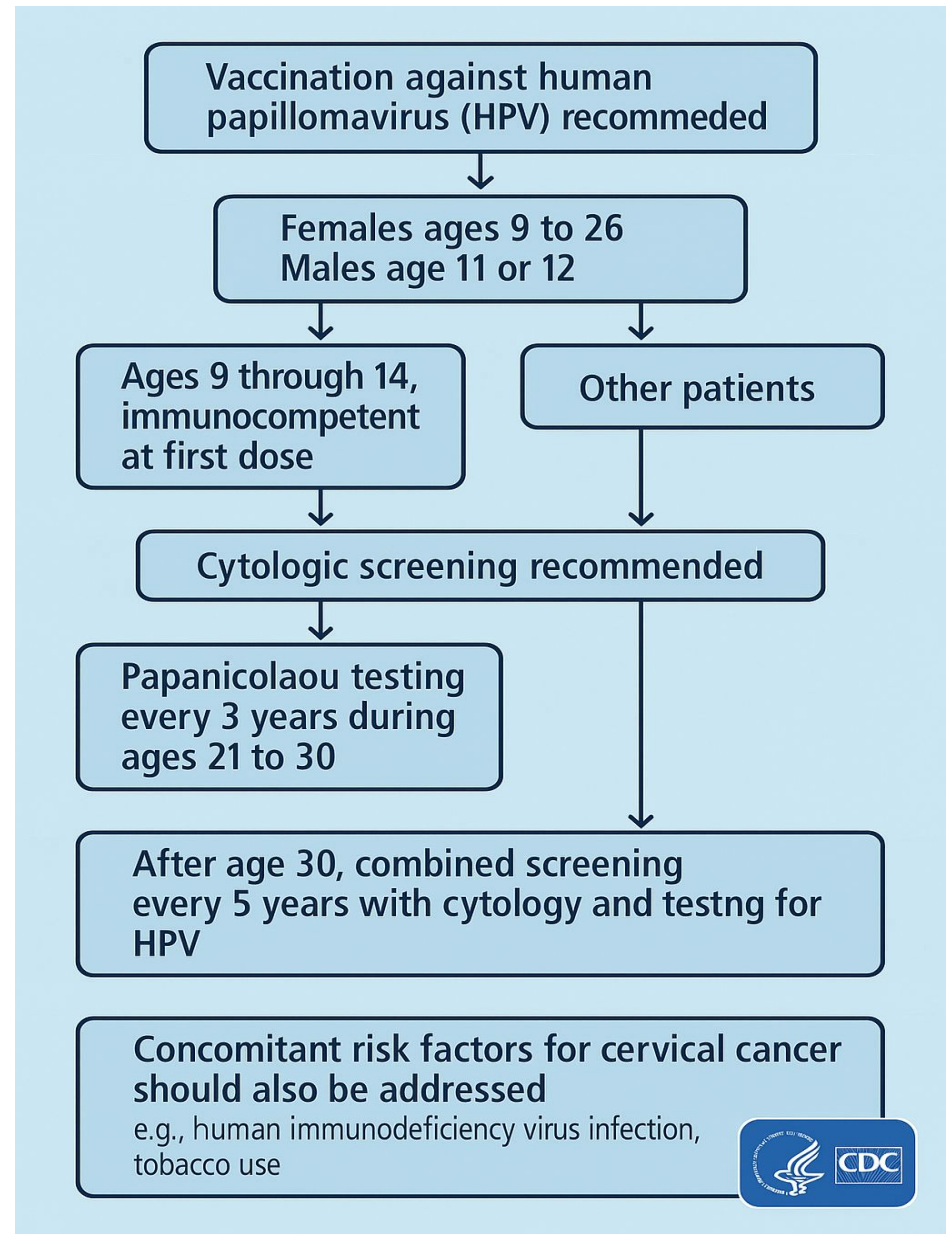 Vaccination against human
papillomavirus (HPV) recommeded
Females ages 9 to 26
Males age 11 or 12
Ages 9 through 14,
immunocompetent
at first dose
Other patients
Cytologic screening recommended
Papanicolaou testing
every 3 years during
ages 21 to 30
After age 30, combined screening
every 5 years with cytology and testng for
HPV
Concomitant risk factors for cervical cancer
should also be addressed
e.g., human immunodeficiency virus infection,
tobacco use
CDC